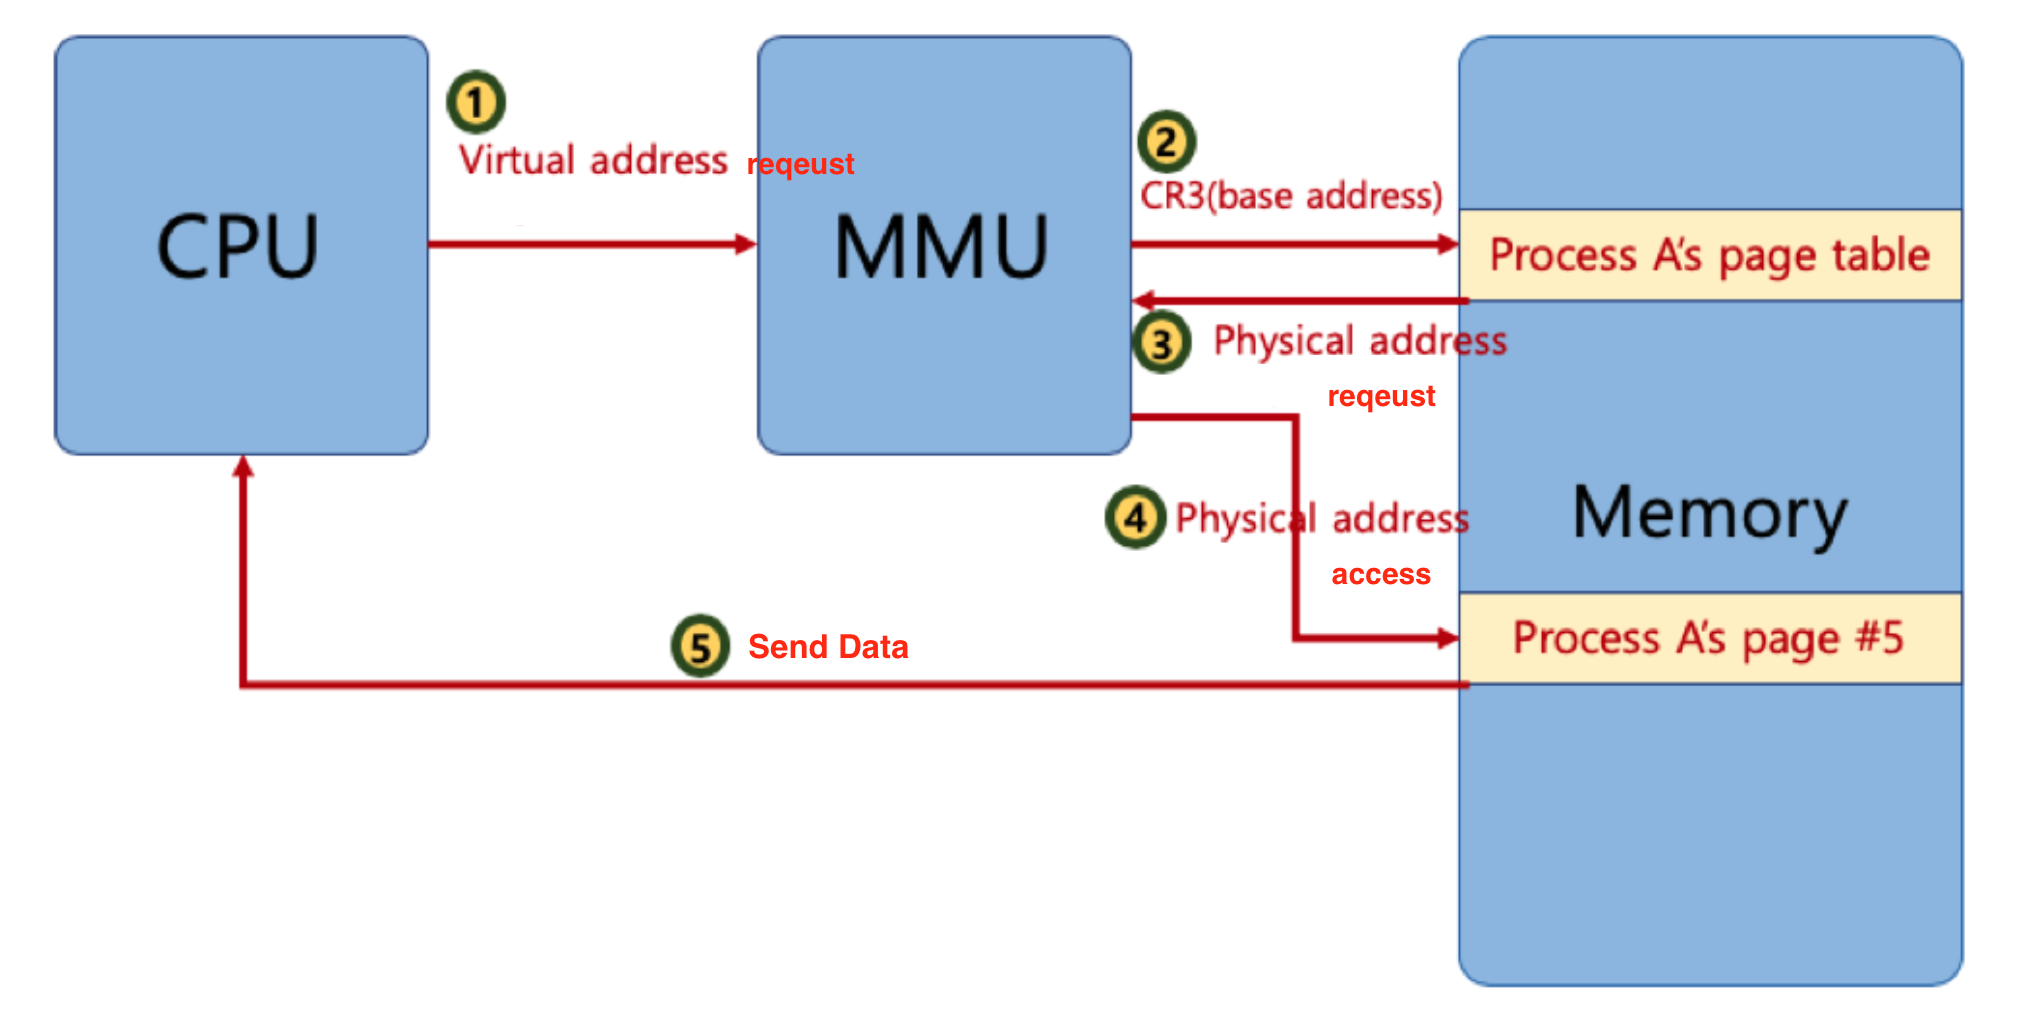 CPU
1
Virtual address reqeust
MMU
2
CR3(base address)
Process A's page table
3 Physical address
reqeust
4 Physical address
access
Memory
Process A's page #5
5 Send Data